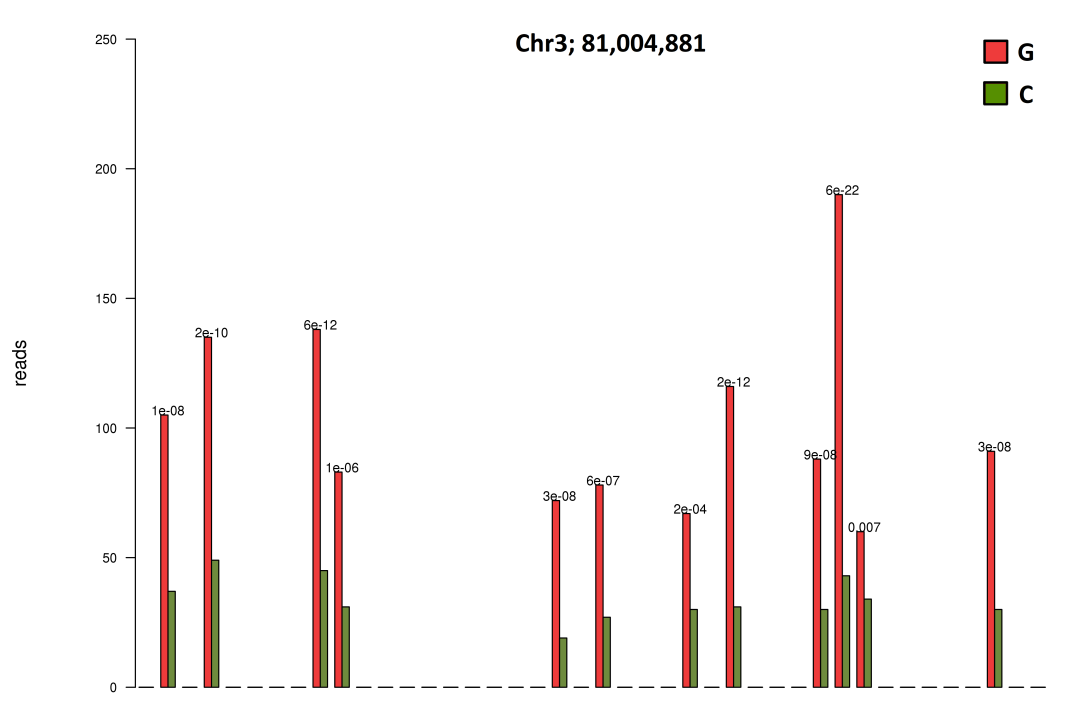 Chr3; 81,004,881
G
C
reads
250
200
150
100
50
0
1e-08
2e-10
6e-12
1e-06
3e-08
6e-07
2e-04
2e-12
9e-08
6e-22
0.007
3e-08